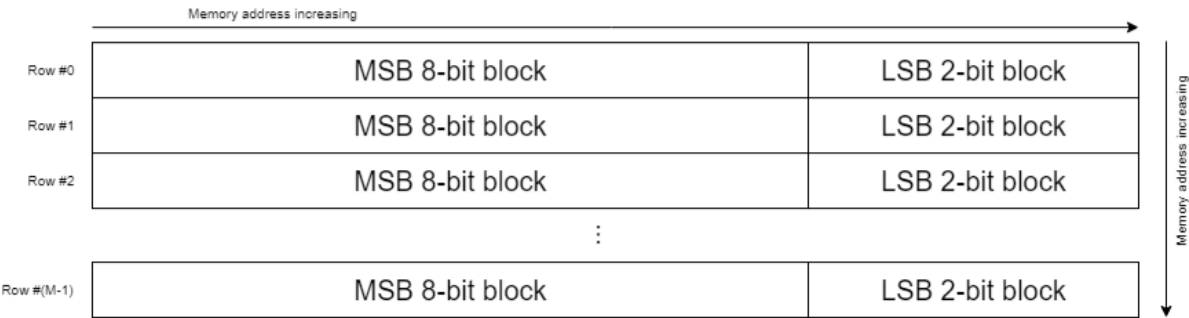 Memory address increasing
Row #0 MSB 8-bit block LSB 2-bit block
Row #1 MSB 8-bit block LSB 2-bit block
Row #2 MSB 8-bit block LSB 2-bit block
⋮
Row #(M-1) MSB 8-bit block LSB 2-bit block
Memory address increasing